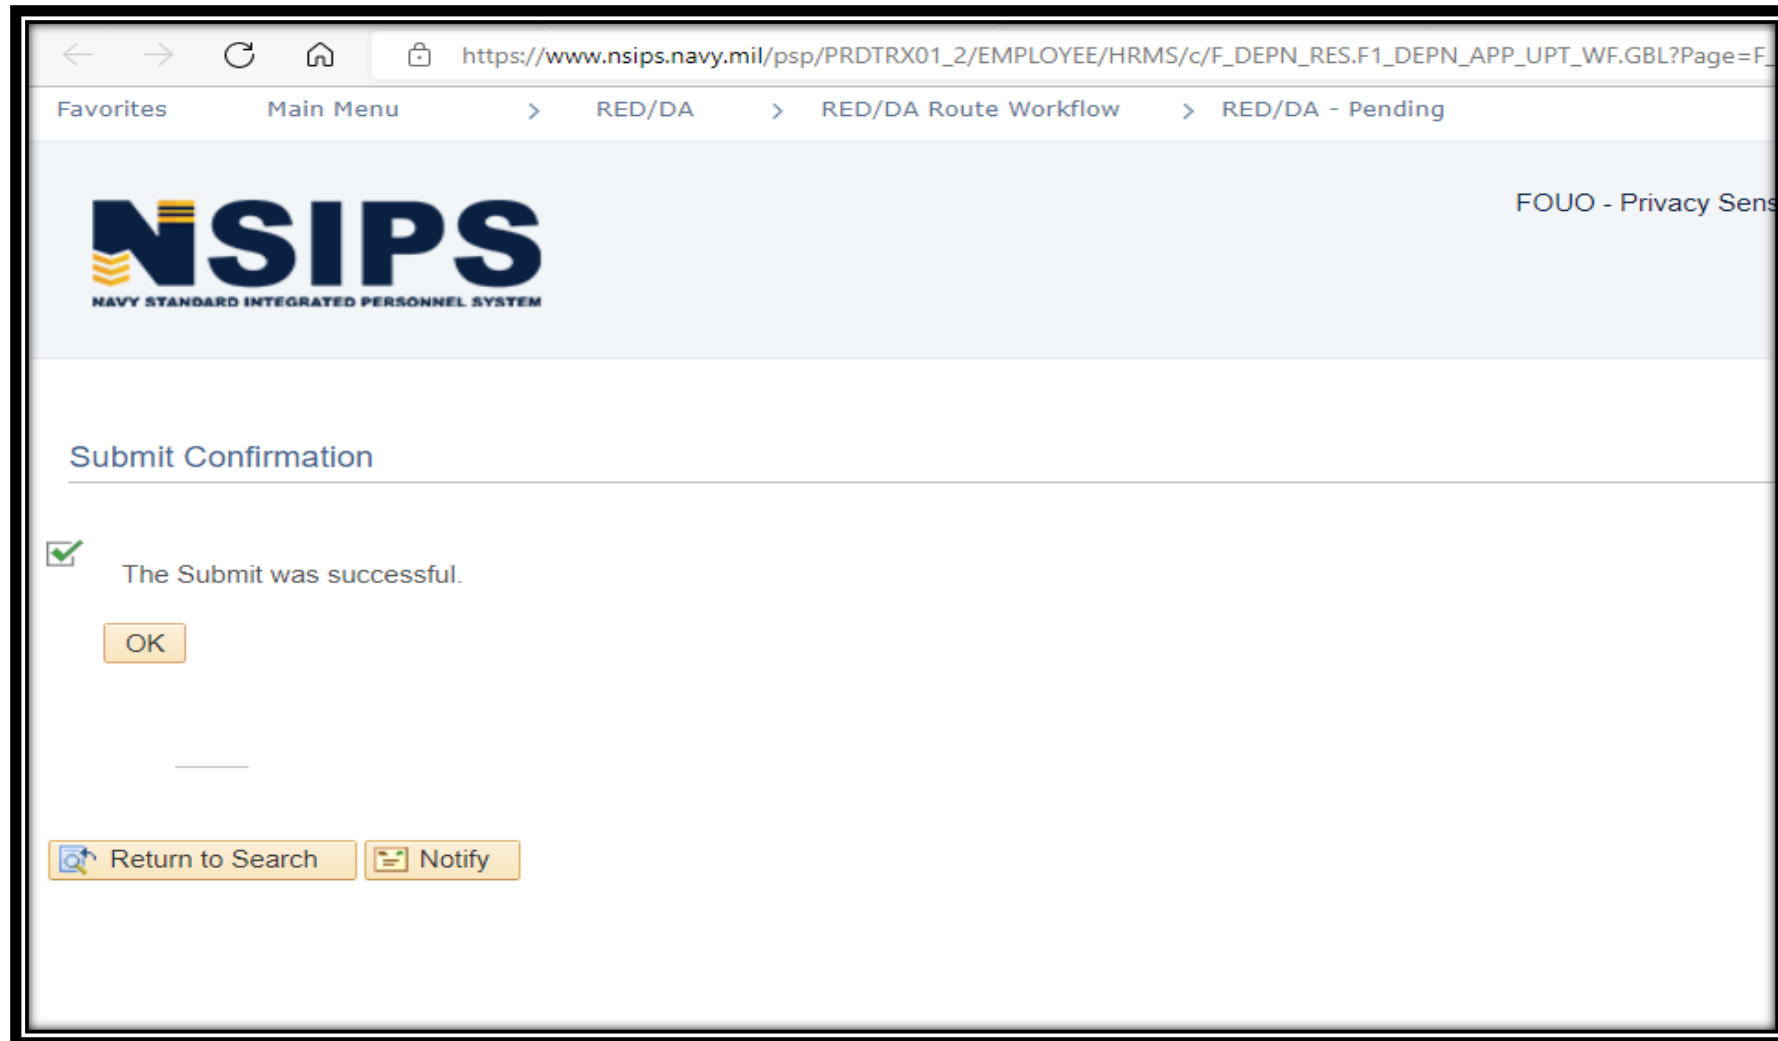 https://www.nsips.navy.mil/psp/PRDTRX01_2/EMPLOYEE/HRMS/c/F_DEPN_RES.F1_DEPN_APP_UPT_WF.GBL?Page=F_
Favorites Main Menu > RED/DA > RED/DA Route Workflow > RED/DA - Pending
FOUO - Privacy Sens
NSIPS
NAVY STANDARD INTEGRATED PERSONNEL SYSTEM
Submit Confirmation
The Submit was successful.
OK
Return to Search Notify